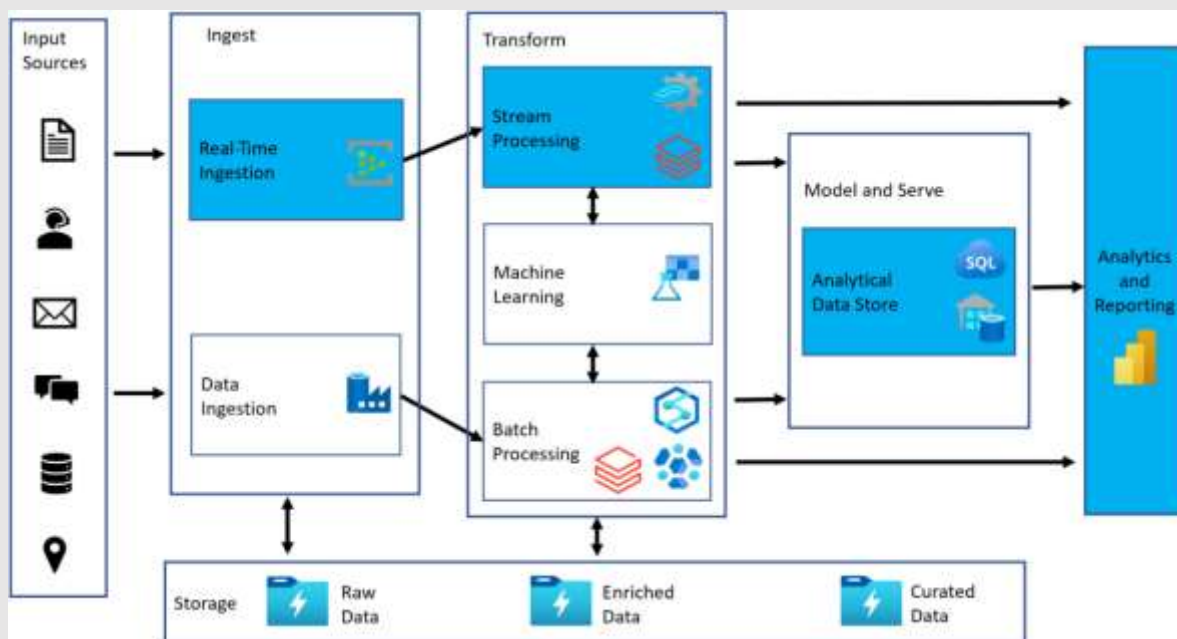 Input
Sources
Ingest
Real-Time
Ingestion
Data
Ingestion
Transform
Stream
Processing
Machine
Learning
Batch
Processing
Model and Serve
Analytical
Data Store
SQL
Analytics
and
Reporting
Storage
Raw
Data
Enriched
Data
Curated
Data